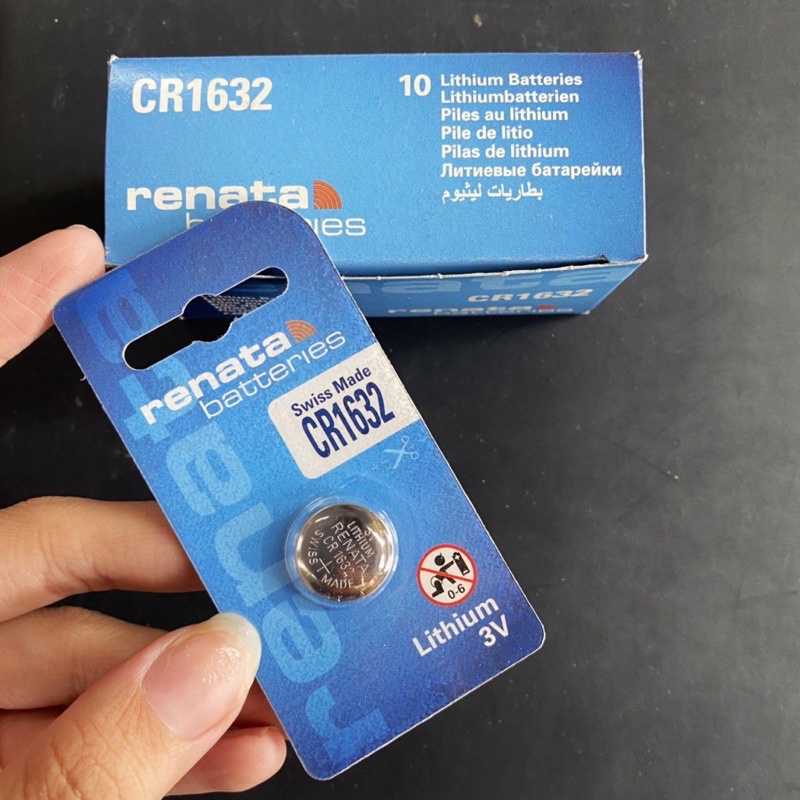 CR1632
10
Lithium Batteries
Lithiumbatterien
Piles au lithium
Pile de litio
Pilas de lithium
Литиевые батарейки
بطاريات ليثيوم
renata
batteries
CR1632
renata
batteries
Swiss Made
CR1632
LITHIUM
RENATA
CR 163
SWISS MADE
0-6
Lithium
3V
renata